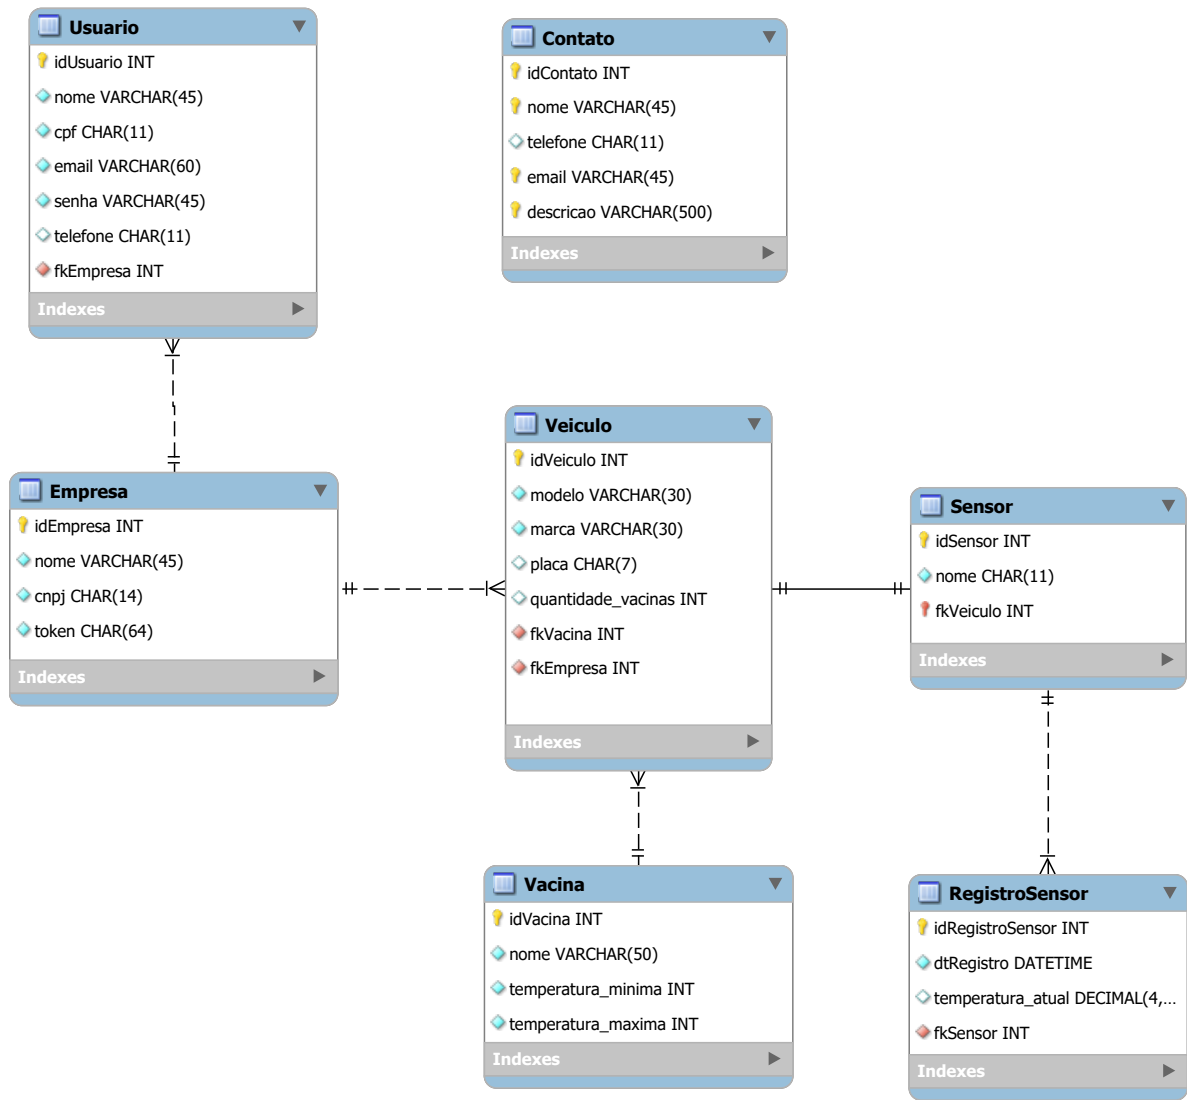 Usuario
idUsuario INT
nome VARCHAR(45)
cpf CHAR(11)
email VARCHAR(60)
senha VARCHAR(45)
telefone CHAR(11)
fkEmpresa INT
Indexes
Contato
idContato INT
nome VARCHAR(45)
telefone CHAR(11)
email VARCHAR(45)
descricao VARCHAR(500)
Indexes
Empresa
idEmpresa INT
nome VARCHAR(45)
cnpj CHAR(14)
token CHAR(64)
Indexes
Veiculo
idVeiculo INT
modelo VARCHAR(30)
marca VARCHAR(30)
placa CHAR(7)
quantidade_vacinas INT
fkVacina INT
fkEmpresa INT
Indexes
Sensor
idSensor INT
nome CHAR(11)
fkVeiculo INT
Indexes
Vacina
idVacina INT
nome VARCHAR(50)
temperatura_minima INT
temperatura_maxima INT
Indexes
RegistroSensor
idRegistroSensor INT
dtRegistro DATETIME
temperatura_atual DECIMAL(4,...
fkSensor INT
Indexes